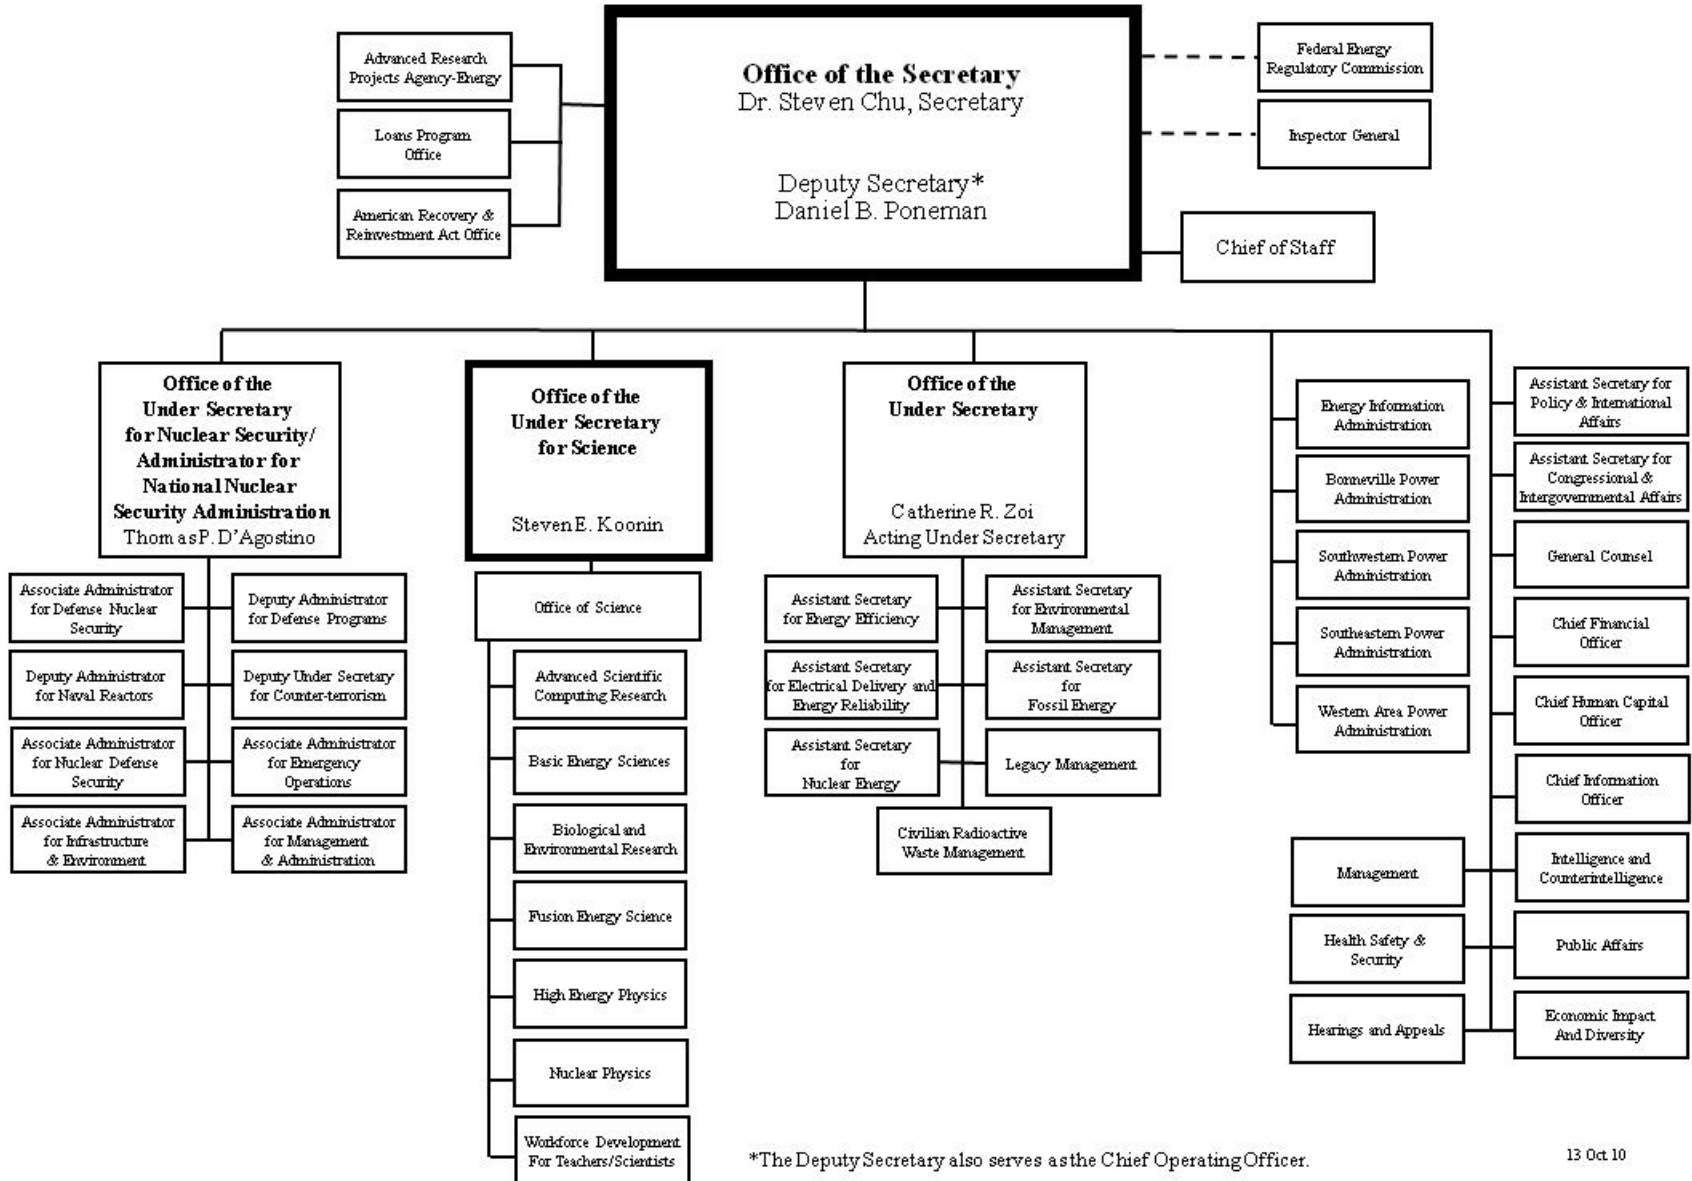 Advanced Research
Projects Agency-Energy
Loans Program
Office
American Recovery &
Reinvestment Act Office
Office of the Secretary
Dr. Steven Chu, Secretary
Deputy Secretary*
Daniel B. Poneman
Federal Energy
Regulatory Commission
Inspector General
Chief of Staff
Office of the
Under Secretary
for Nuclear Security/
Administrator for
National Nuclear
Security Administration
Thomas P. D'Agostino
Associate Administrator
for Defense Nuclear
Security
Deputy Administrator
for Defense Programs
Deputy Administrator
for Naval Reactors
Deputy Under Secretary
for Counter-terrorism
Associate Administrator
for Nuclear Defense
Security
Associate Administrator
for Emergency
Operations
Associate Administrator
for Infrastructure
& Environment
Associate Administrator
for Management
& Administration
Office of the
Under Secretary
for Science
Steven E. Koonin
Office of Science
Advanced Scientific
Computing Research
Basic Energy Sciences
Biological and
Environmental Research
Fusion Energy Science
High Energy Physics
Nuclear Physics
Workforce Development
For Teachers/Scientists
Office of the
Under Secretary
Catherine R. Zoi
Acting Under Secretary
Assistant Secretary
for Energy Efficiency
Assistant Secretary
for Environmental
Management
Assistant Secretary
for Electrical Delivery and
Energy Reliability
Assistant Secretary
for
Fossil Energy
Assistant Secretary
for
Nuclear Energy
Legacy Management
Civilian Radioactive
Waste Management
Energy Information
Administration
Bonneville Power
Administration
Southwestern Power
Administration
Southeastern Power
Administration
Western Area Power
Administration
Assistant Secretary for
Policy & International
Affairs
Assistant Secretary for
Congressional &
Intergovernmental Affairs
General Counsel
Chief Financial
Officer
Chief Human Capital
Officer
Chief Information
Officer
Management
Intelligence and
Counterintelligence
Health Safety &
Security
Public Affairs
Hearings and Appeals
Economic Impact
And Diversity
*The Deputy Secretary also serves as the Chief Operating Officer.
13 Oct 10